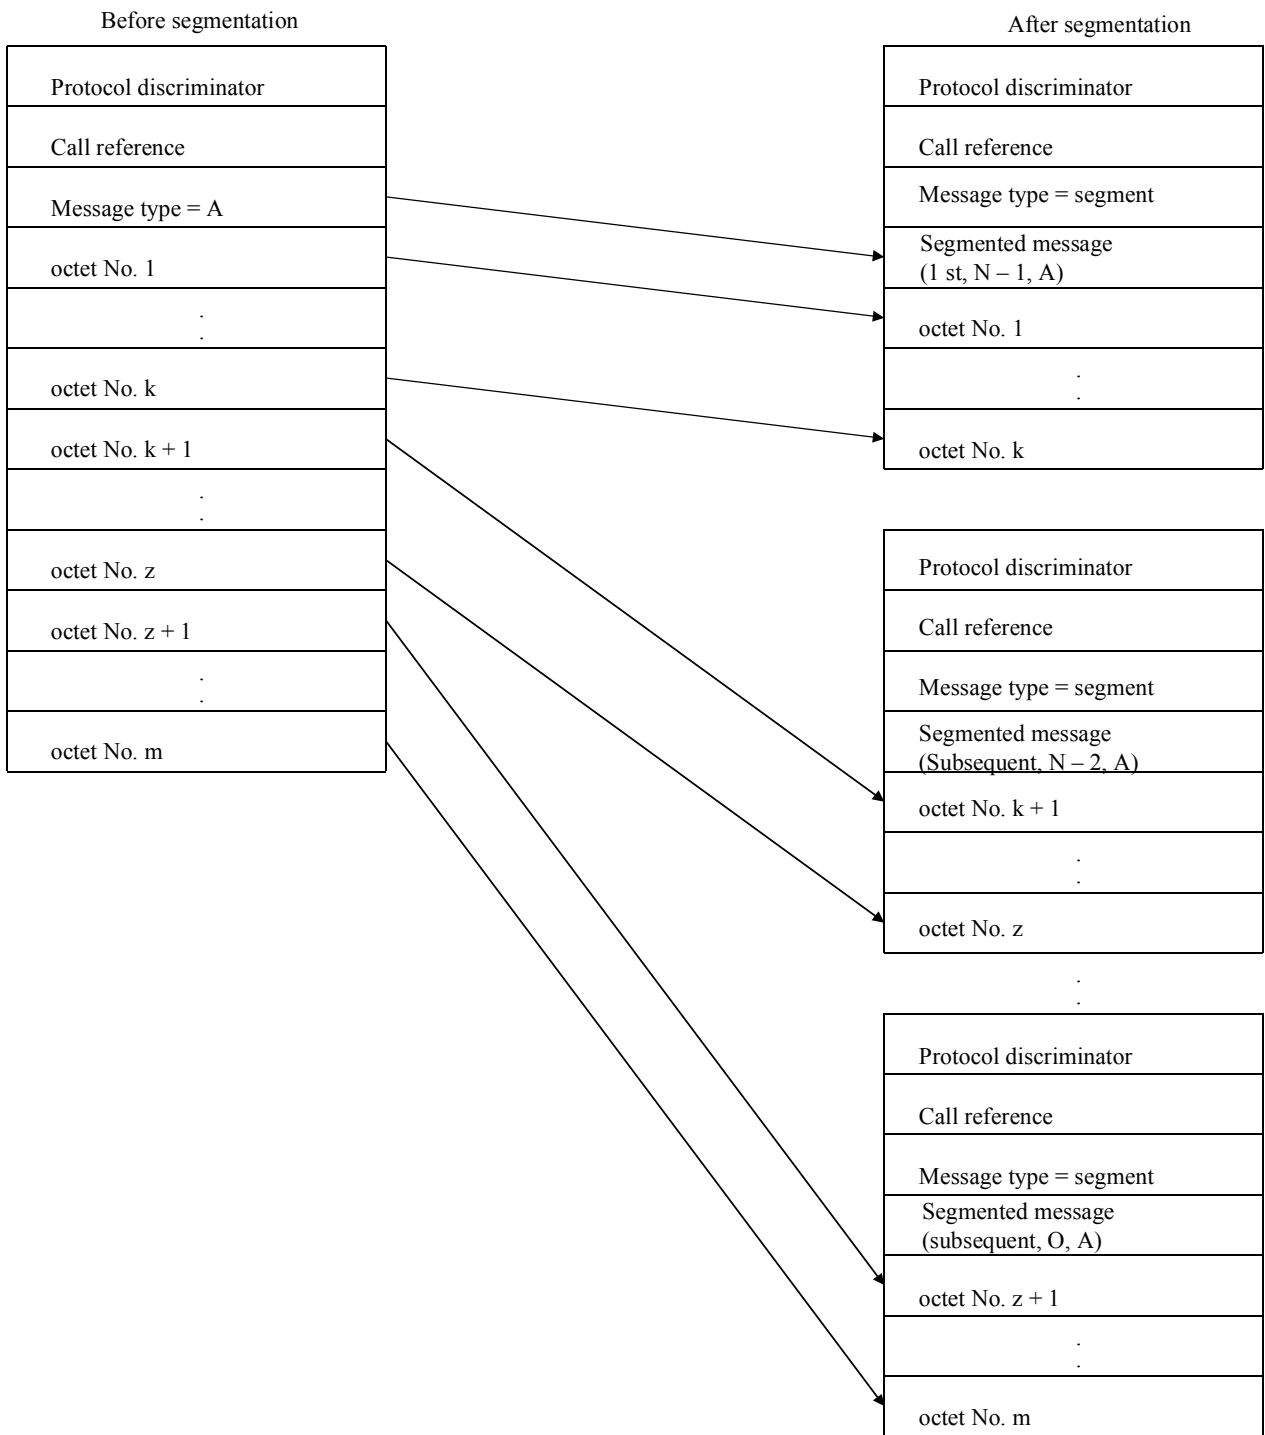 Before segmentation
Protocol discriminator
Call reference
Message type = A
octet No. 1
.
.
octet No. k
octet No. k + 1
.
.
octet No. z
octet No. z + 1
.
.
octet No. m
After segmentation
Protocol discriminator
Call reference
Message type = segment
Segmented message
(1 st, N – 1, A)
octet No. 1
.
.
octet No. k
Protocol discriminator
Call reference
Message type = segment
Segmented message
(Subsequent, N – 2, A)
octet No. k + 1
.
.
octet No. z
.
.
Protocol discriminator
Call reference
Message type = segment
Segmented message
(subsequent, O, A)
octet No. z + 1
.
.
octet No. m